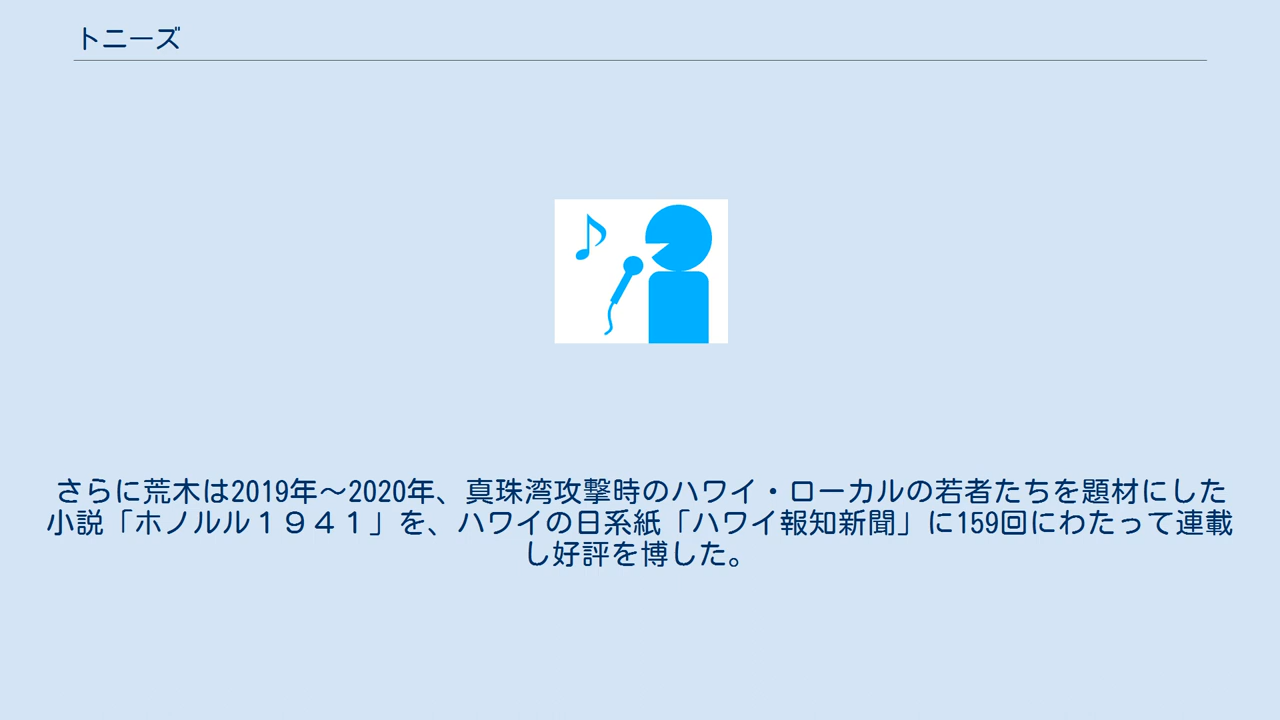 トニーズ
さらに荒木は2019年～2020年、真珠湾攻撃時のハワイ・ローカルの若者たちを題材にした
小説「ホノルル１９４１」を、ハワイの日系紙「ハワイ報知新聞」に159回にわたって連載
し好評を博した。